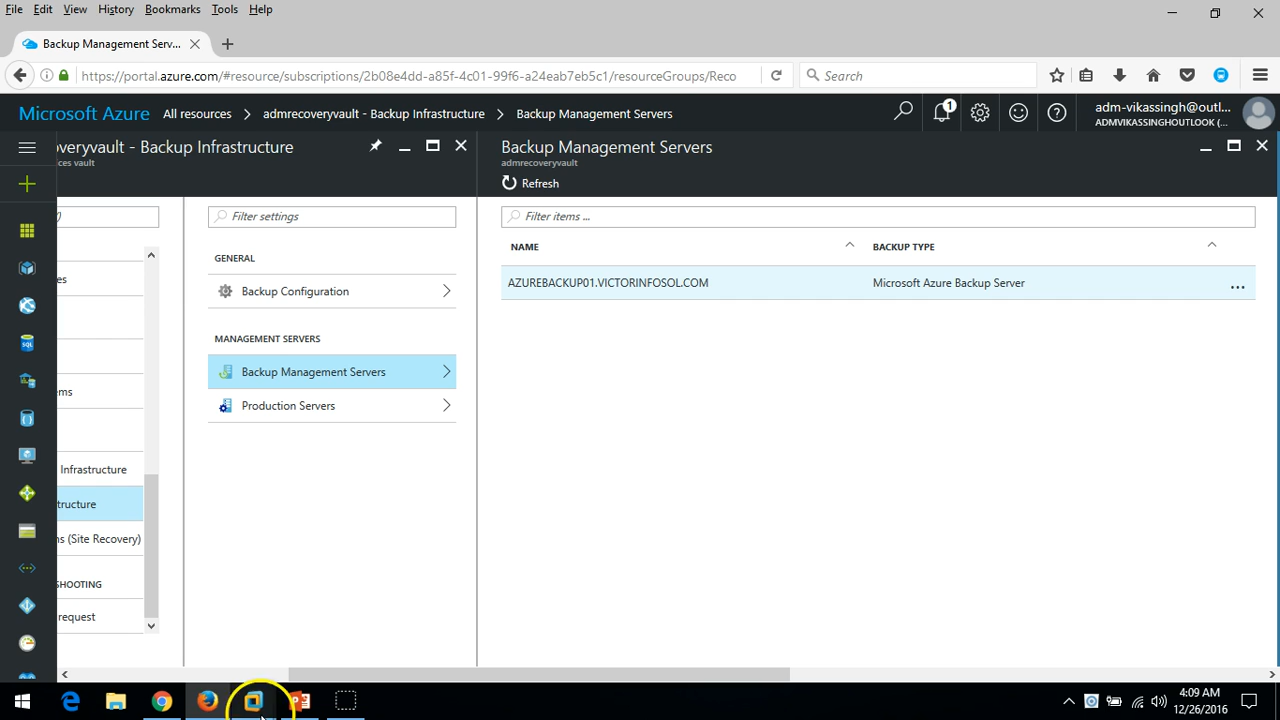 File Edit View History Bookmarks Tools Help
Backup Management Serv...
https://portal.azure.com/#resource/subscriptions/2b08e4dd-a85f-4c01-99f6-a24e8b7eb5c1/resourceGroups/Reco
Search
Microsoft Azure All resources > admrecoveryvault - Backup Infrastructure > Backup Management Servers
1
adm-vikassingh@outl...
ADMVIKASSINGHOUTLOOK (...
overyvault - Backup Infrastructure
ces vault
Backup Management Servers
admrecoveryvault
Refresh
Filter settings
Filter items ...
GENERAL
Backup Configuration
MANAGEMENT SERVERS
Backup Management Servers
Production Servers
NAME BACKUP TYPE
AZUREBACKUP01.VICTORINFOSOL.COM Microsoft Azure Backup Server ...
es
ems
Infrastructure
tructure
ns (Site Recovery)
SHOOTING
request
4:09 AM
12/26/2016